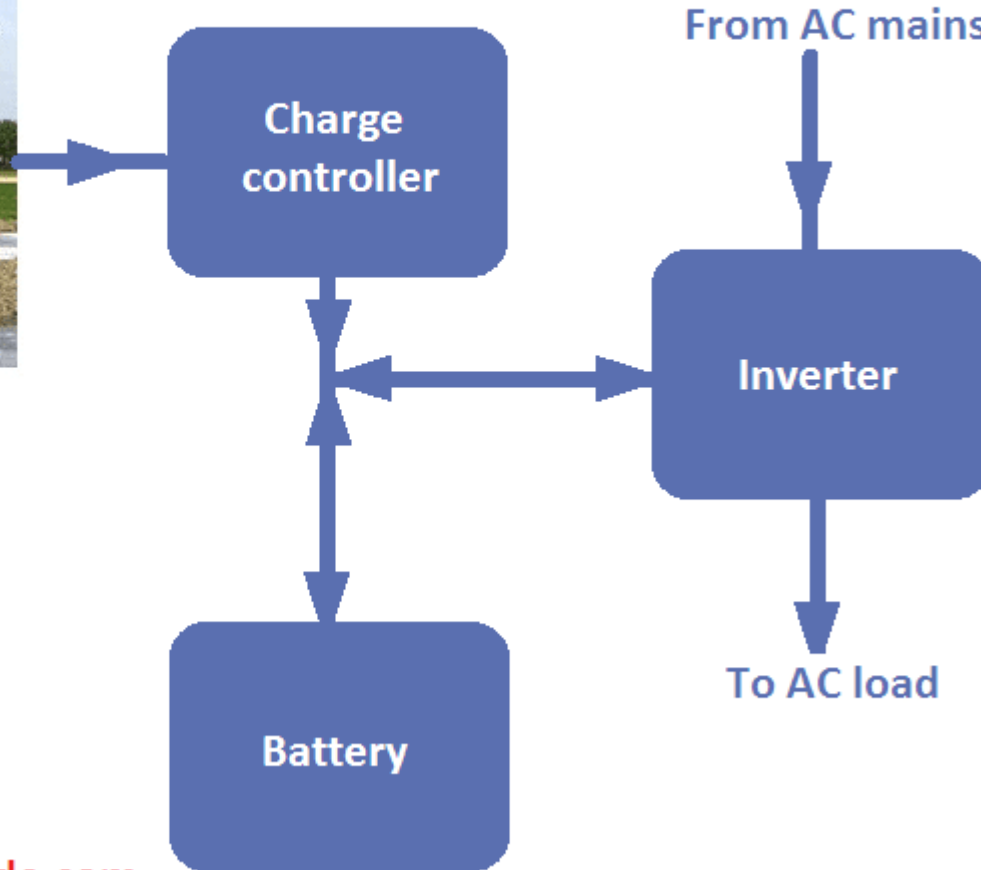 From AC mains
Charge
controller
Inverter
To AC load
Battery